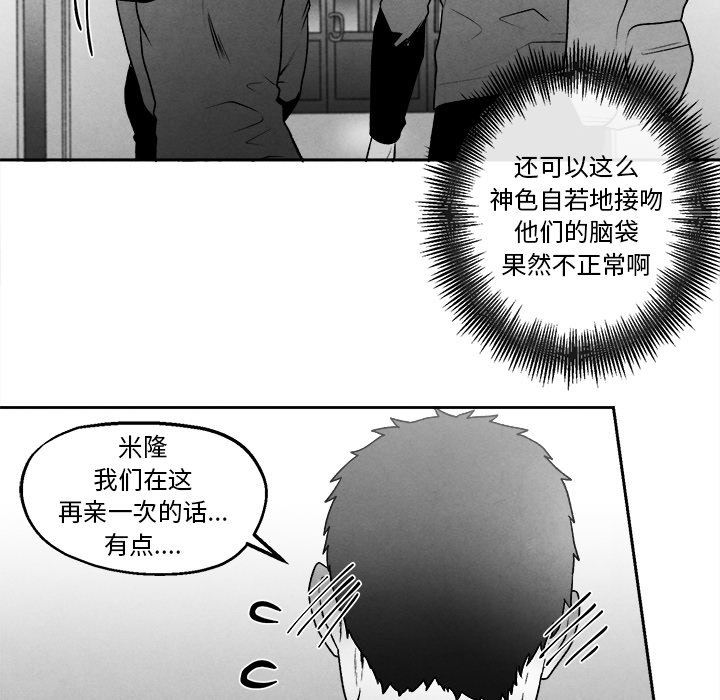 还可以这么
神色自若地接吻
他们的脑袋
果然不正常啊
米隆
我们在这
再亲一次的话...
有点....